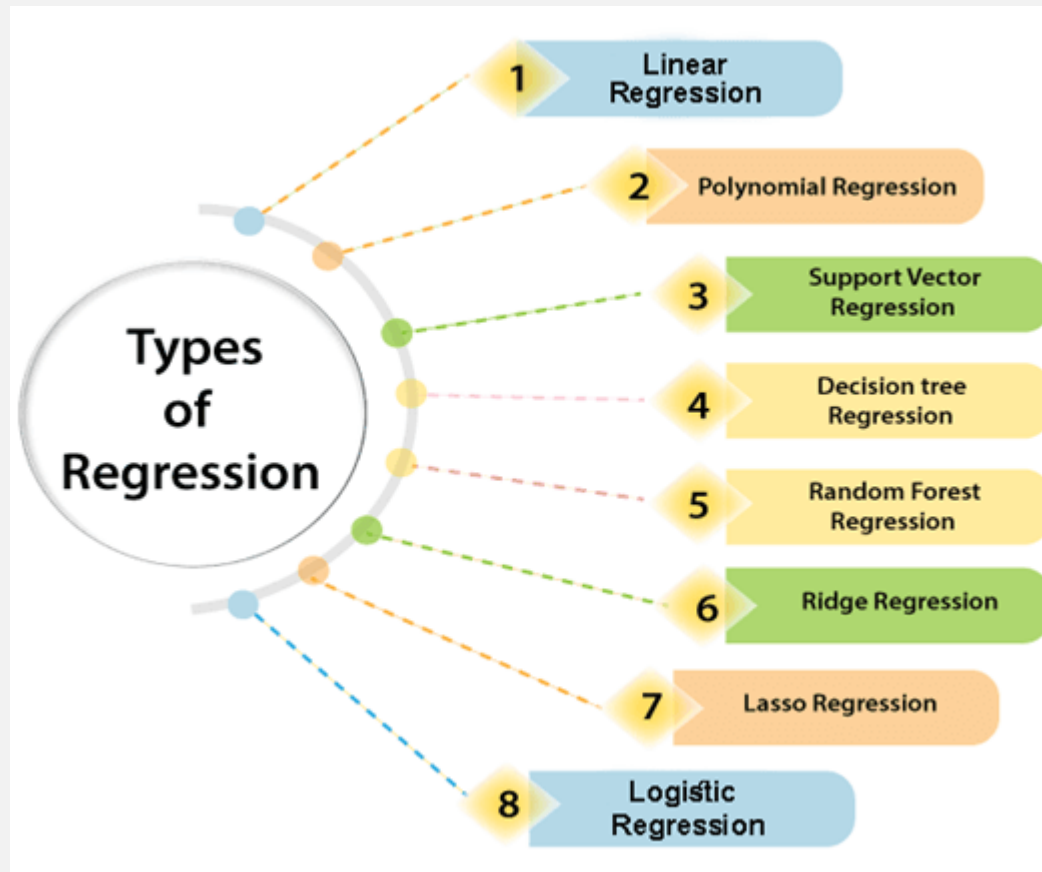 Types
of
Regression
1
Linear
Regression
2
Polynomial Regression
3
Support Vector
Regression
4
Decision tree
Regression
5
Random Forest
Regression
6
Ridge Regression
7
Lasso Regression
8
Logistic
Regression